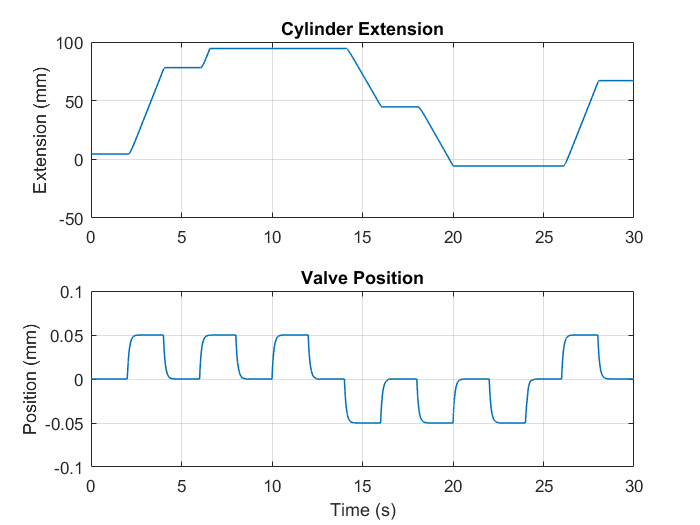 Cylinder Extension
100
50
0
-50
Extension (mm)
0 5 10 15 20 25 30
Valve Position
0.1
0.05
0
-0.05
-0.1
Position (mm)
0 5 10 15 20 25 30
Time (s)